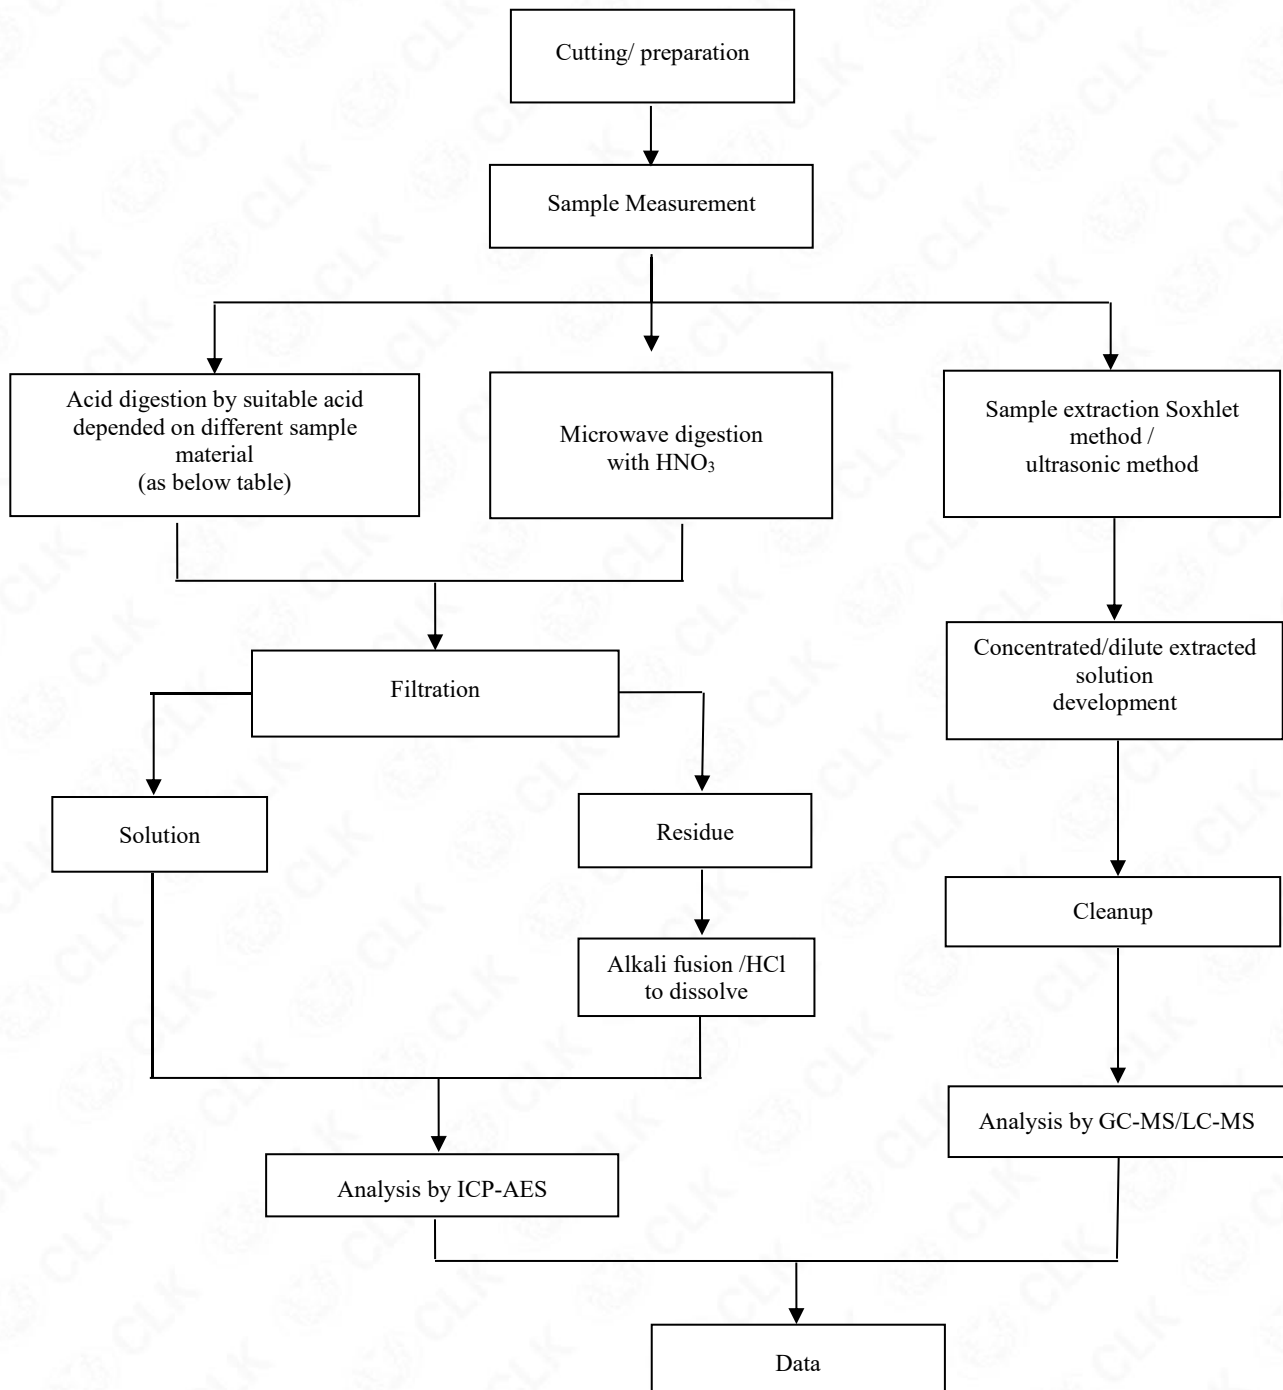 Cutting/ preparation
Sample Measurement
Acid digestion by suitable acid
depended on different sample
material
(as below table)
Microwave digestion
with HNO₃
Sample extraction Soxhlet
method /
ultrasonic method
Filtration
Concentrated/dilute extracted
solution
development
Solution
Residue
Cleanup
Alkali fusion /HCl
to dissolve
Analysis by GC-MS/LC-MS
Analysis by ICP-AES
Data
CLK